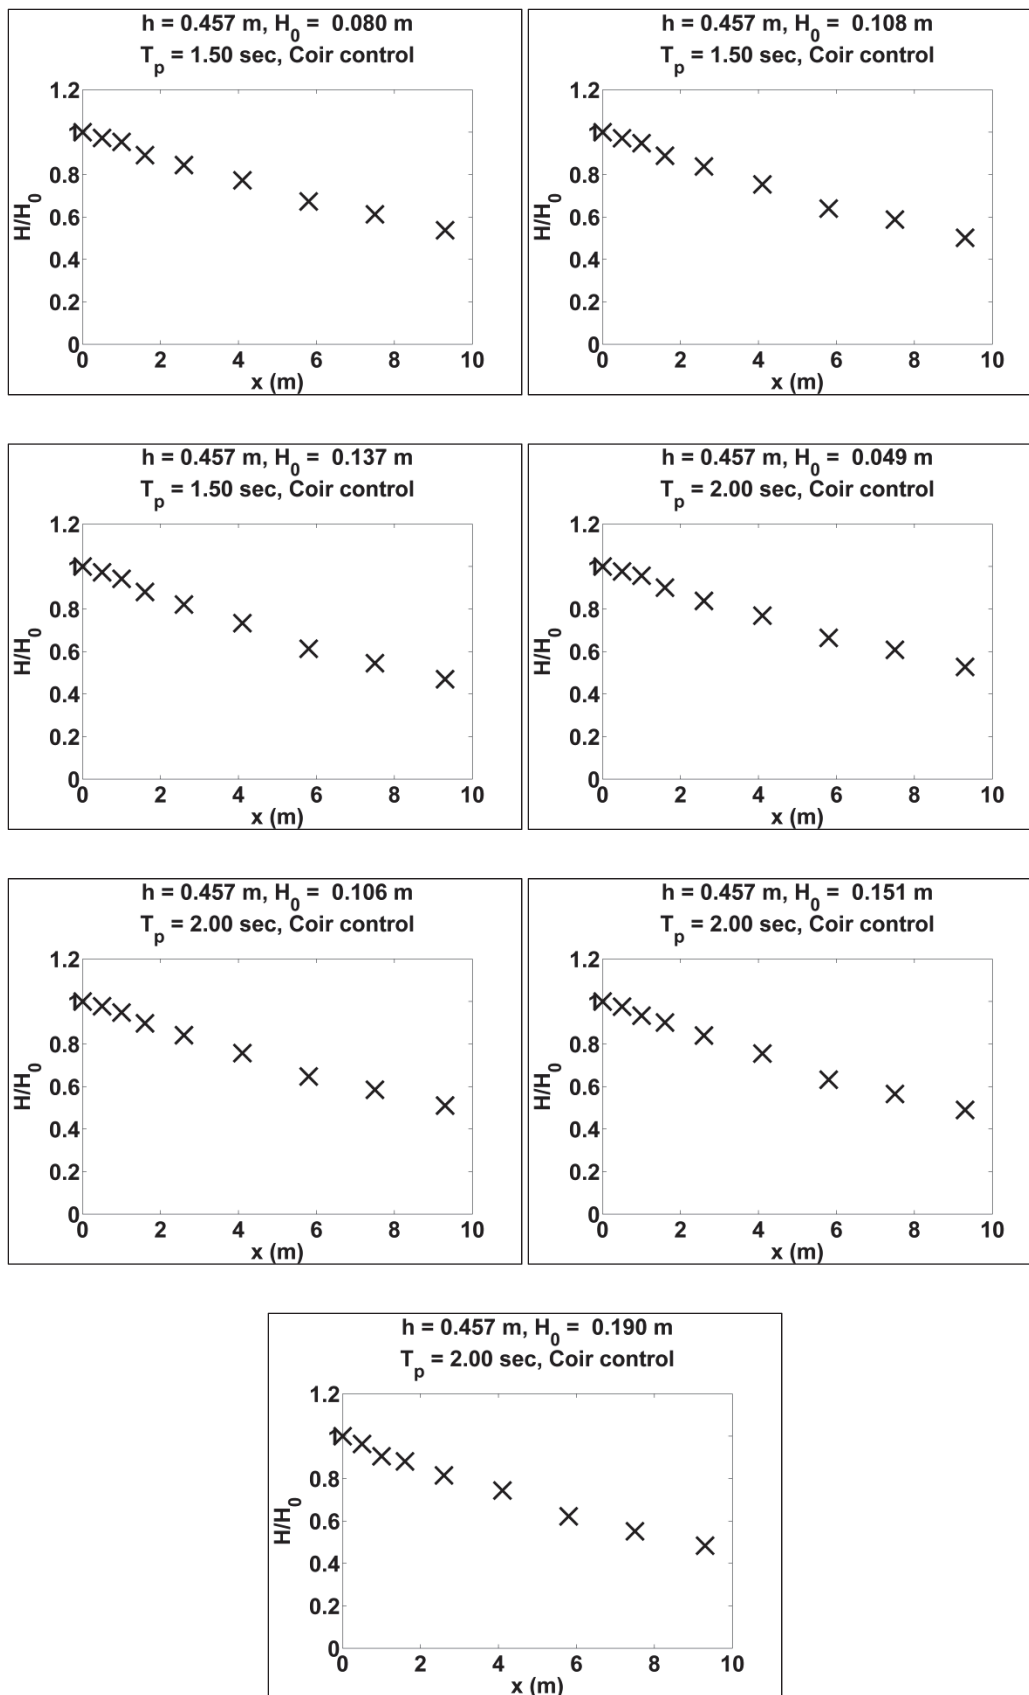 h = 0.457 m, H0 = 0.080 m
Tp = 1.50 sec, Coir control
1.2
1
0.8
0.6
0.4
0.2
0
H/H0
0 2 4 6 8 10
x (m)
h = 0.457 m, H0 = 0.108 m
Tp = 1.50 sec, Coir control
1.2
1
0.8
0.6
0.4
0.2
0
H/H0
0 2 4 6 8 10
x (m)
h = 0.457 m, H0 = 0.137 m
Tp = 1.50 sec, Coir control
1.2
1
0.8
0.6
0.4
0.2
0
H/H0
0 2 4 6 8 10
x (m)
h = 0.457 m, H0 = 0.049 m
Tp = 2.00 sec, Coir control
1.2
1
0.8
0.6
0.4
0.2
0
H/H0
0 2 4 6 8 10
x (m)
h = 0.457 m, H0 = 0.106 m
Tp = 2.00 sec, Coir control
1.2
1
0.8
0.6
0.4
0.2
0
H/H0
0 2 4 6 8 10
x (m)
h = 0.457 m, H0 = 0.151 m
Tp = 2.00 sec, Coir control
1.2
1
0.8
0.6
0.4
0.2
0
H/H0
0 2 4 6 8 10
x (m)
h = 0.457 m, H0 = 0.190 m
Tp = 2.00 sec, Coir control
1.2
1
0.8
0.6
0.4
0.2
0
H/H0
0 2 4 6 8 10
x (m)